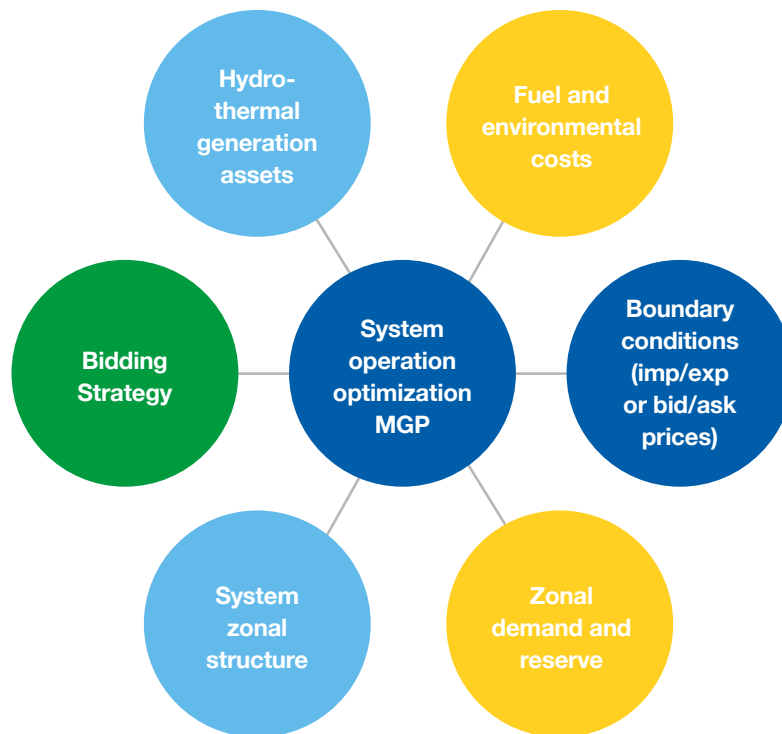 Hydro-
thermal
generation
assets
Fuel and
environmental
costs
Bidding
Strategy
System
operation
optimization
MGP
Boundary
conditions
(imp/exp
or bid/ask
prices)
System
zonal
structure
Zonal
demand and
reserve